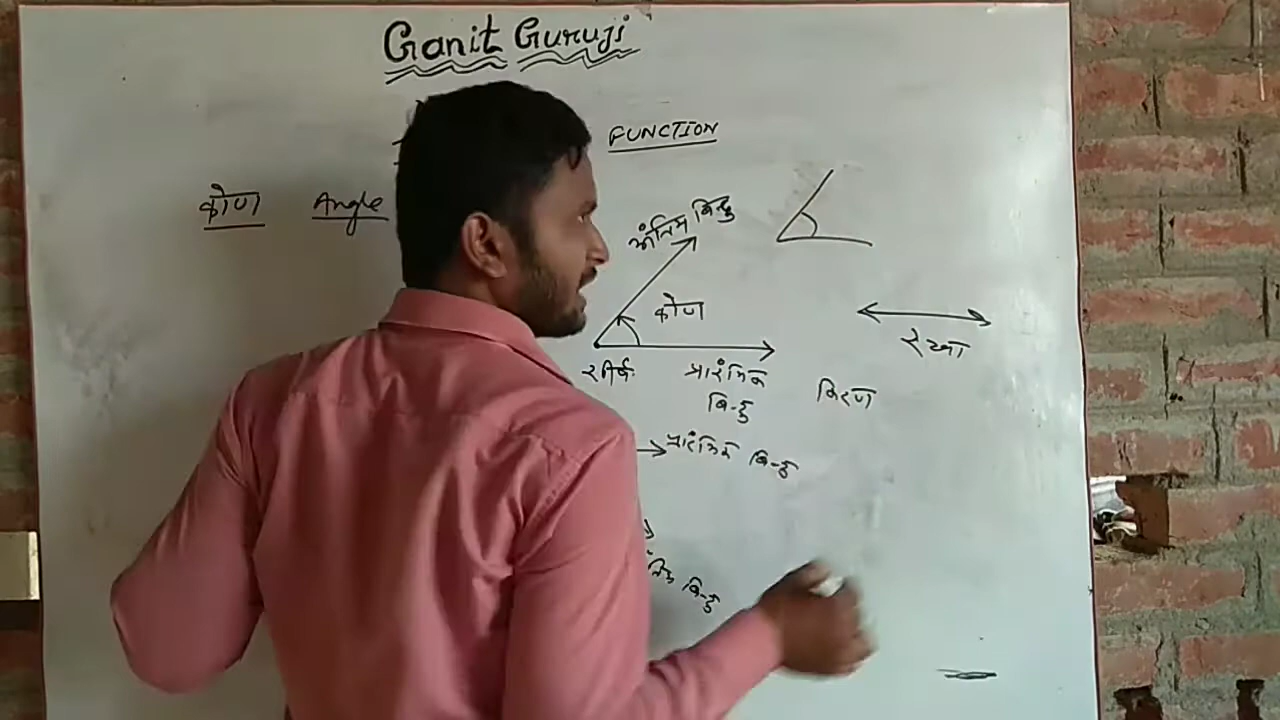 Ganit Guruji
FUNCTION
कोण Angle
अंतिम बिन्दु
कोण
रेखा
शीर्ष
प्रारंभिक
बिन्दु
किरण
प्रारंभिक बिन्दु
बिन्दु